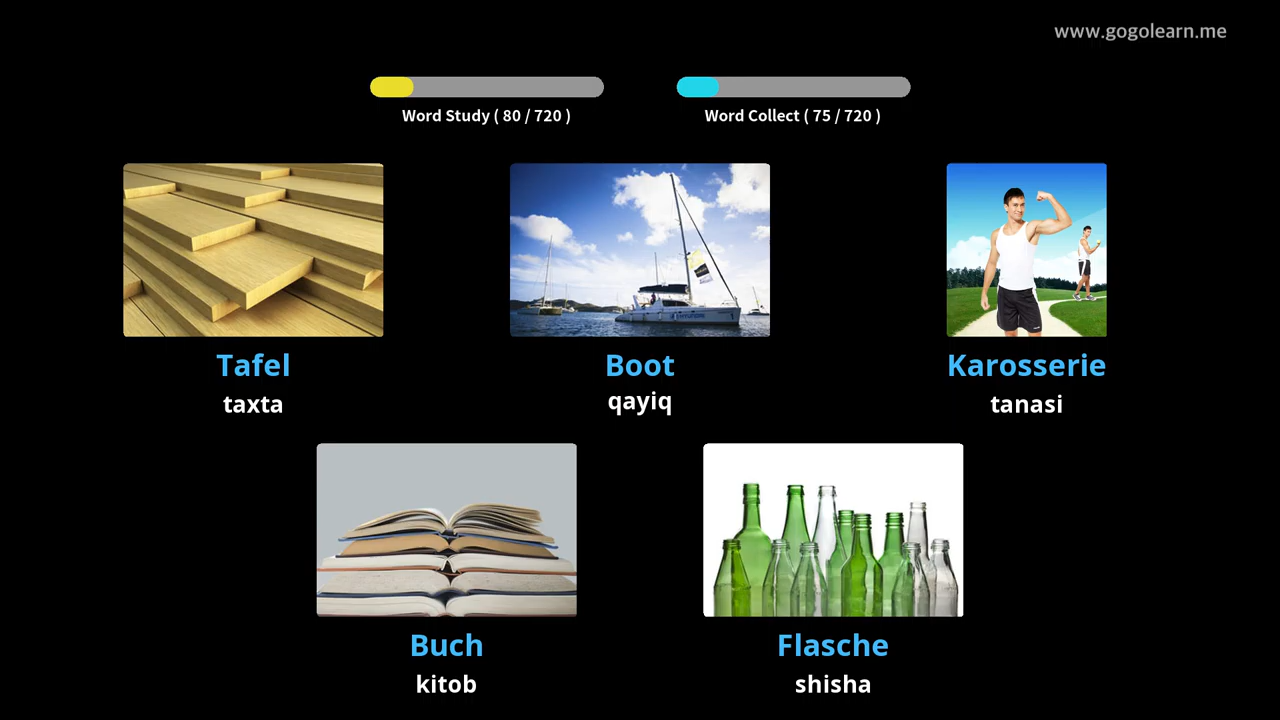 www.gogolearn.me
Word Study ( 80 / 720 )
Word Collect ( 75 / 720 )
Tafel
taxta
Boot
qayiq
Karosserie
tanasi
Buch
kitob
Flasche
shisha